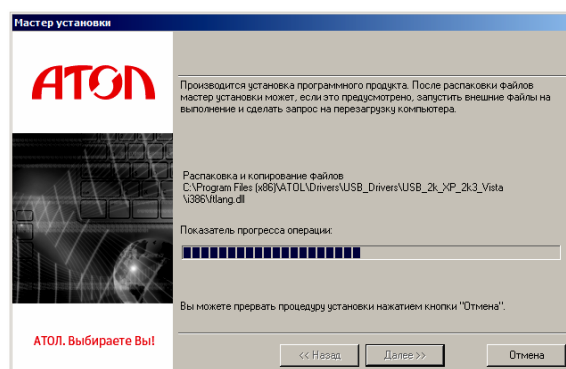 Мастер установки
АТОЛ
Производится установка программного продукта. После распаковки файлов
мастер установки может, если это предусмотрено, запустить внешние файлы на
выполнение и сделать запрос на перезагрузку компьютера.
Распаковка и копирование файлов
C:\Program Files (x86)\ATOL\Drivers\USB_Drivers\USB_2k_XP_2k3_Vista
\i386\ftlang.dll
Показатель прогресса операции:
Вы можете прервать процедуру установки нажатием кнопки "Отмена".
АТОЛ. Выбираете Вы!
<< Назад
Далее >>
Отмена